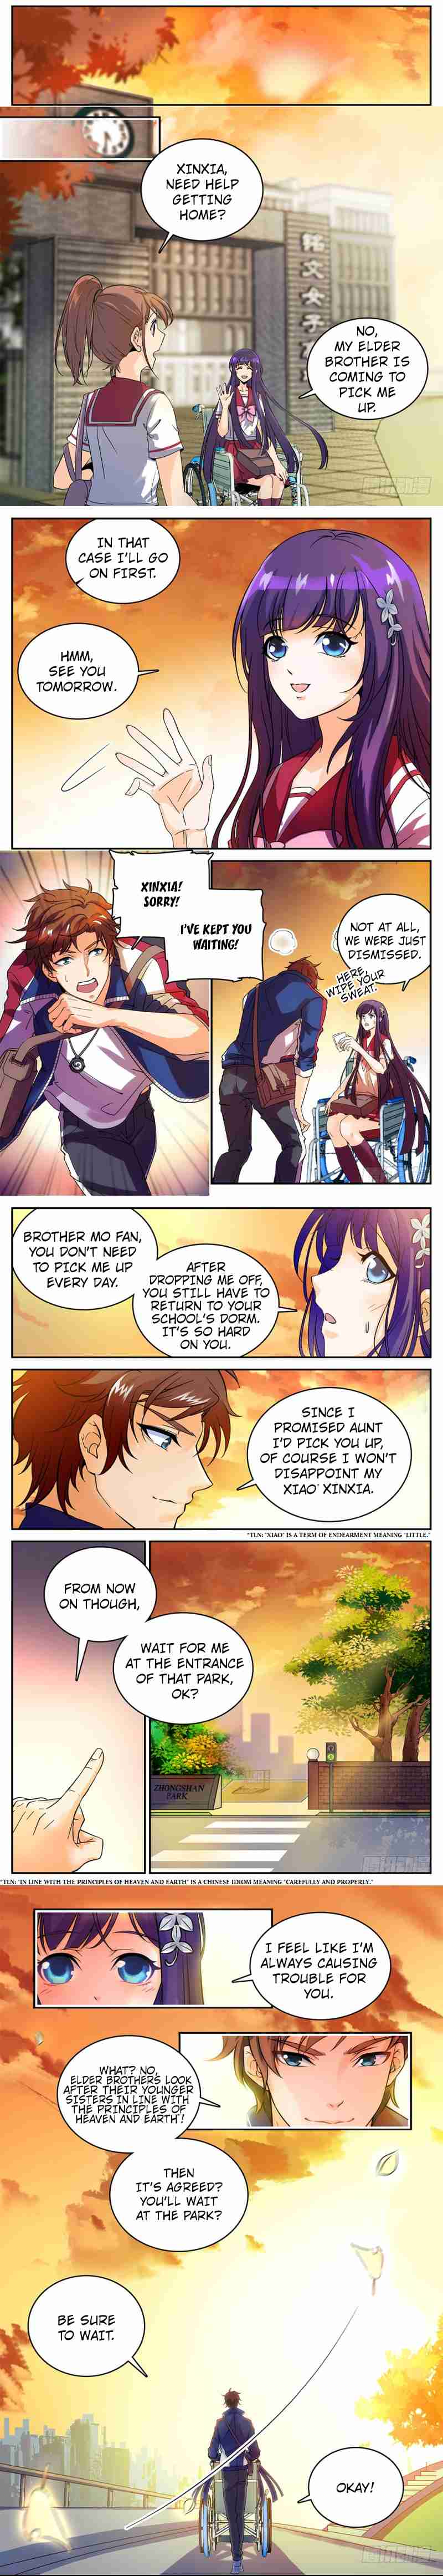 XINXIA,
NEED HELP
GETTING
HOME?
铭文女子
NO,
MY ELDER
BROTHER IS
COMING TO
PICK ME
UP.
IN THAT
CASE I'LL GO
ON FIRST.
HMM,
SEE YOU
TOMORROW.
XINXIA!
SORRY!
I'VE KEPT YOU
WAITING!
NOT AT ALL,
WE WERE JUST
DISMISSED.
HERE,
WIPE YOUR
SWEAT.
BROTHER MO FAN,
YOU DON'T NEED
TO PICK ME UP
EVERY DAY.
AFTER
DROPPING ME OFF,
YOU STILL HAVE TO
RETURN TO YOUR
SCHOOL'S DORM.
IT'S SO HARD
ON YOU.
SINCE I
PROMISED AUNT
I'D PICK YOU UP,
OF COURSE I WON'T
DISAPPOINT MY
XIAO* XINXIA.
*TLN: "XIAO" IS A TERM OF ENDEARMENT MEANING "LITTLE."
FROM NOW
ON THOUGH,
WAIT FOR ME
AT THE ENTRANCE
OF THAT PARK,
OK?
ZHONGSHAN
PARK
*TLN: "IN LINE WITH THE PRINCIPLES OF HEAVEN AND EARTH" IS A CHINESE IDIOM MEANING "CAREFULLY AND PROPERLY."
I FEEL LIKE I'M
ALWAYS CAUSING
TROUBLE FOR
YOU.
WHAT? NO,
ELDER BROTHERS LOOK
AFTER THEIR YOUNGER
SISTERS IN LINE WITH
THE PRINCIPLES OF
HEAVEN AND EARTH*!
THEN
IT'S AGREED?
YOU'LL WAIT
AT THE PARK?
BE SURE
TO WAIT.
OKAY!